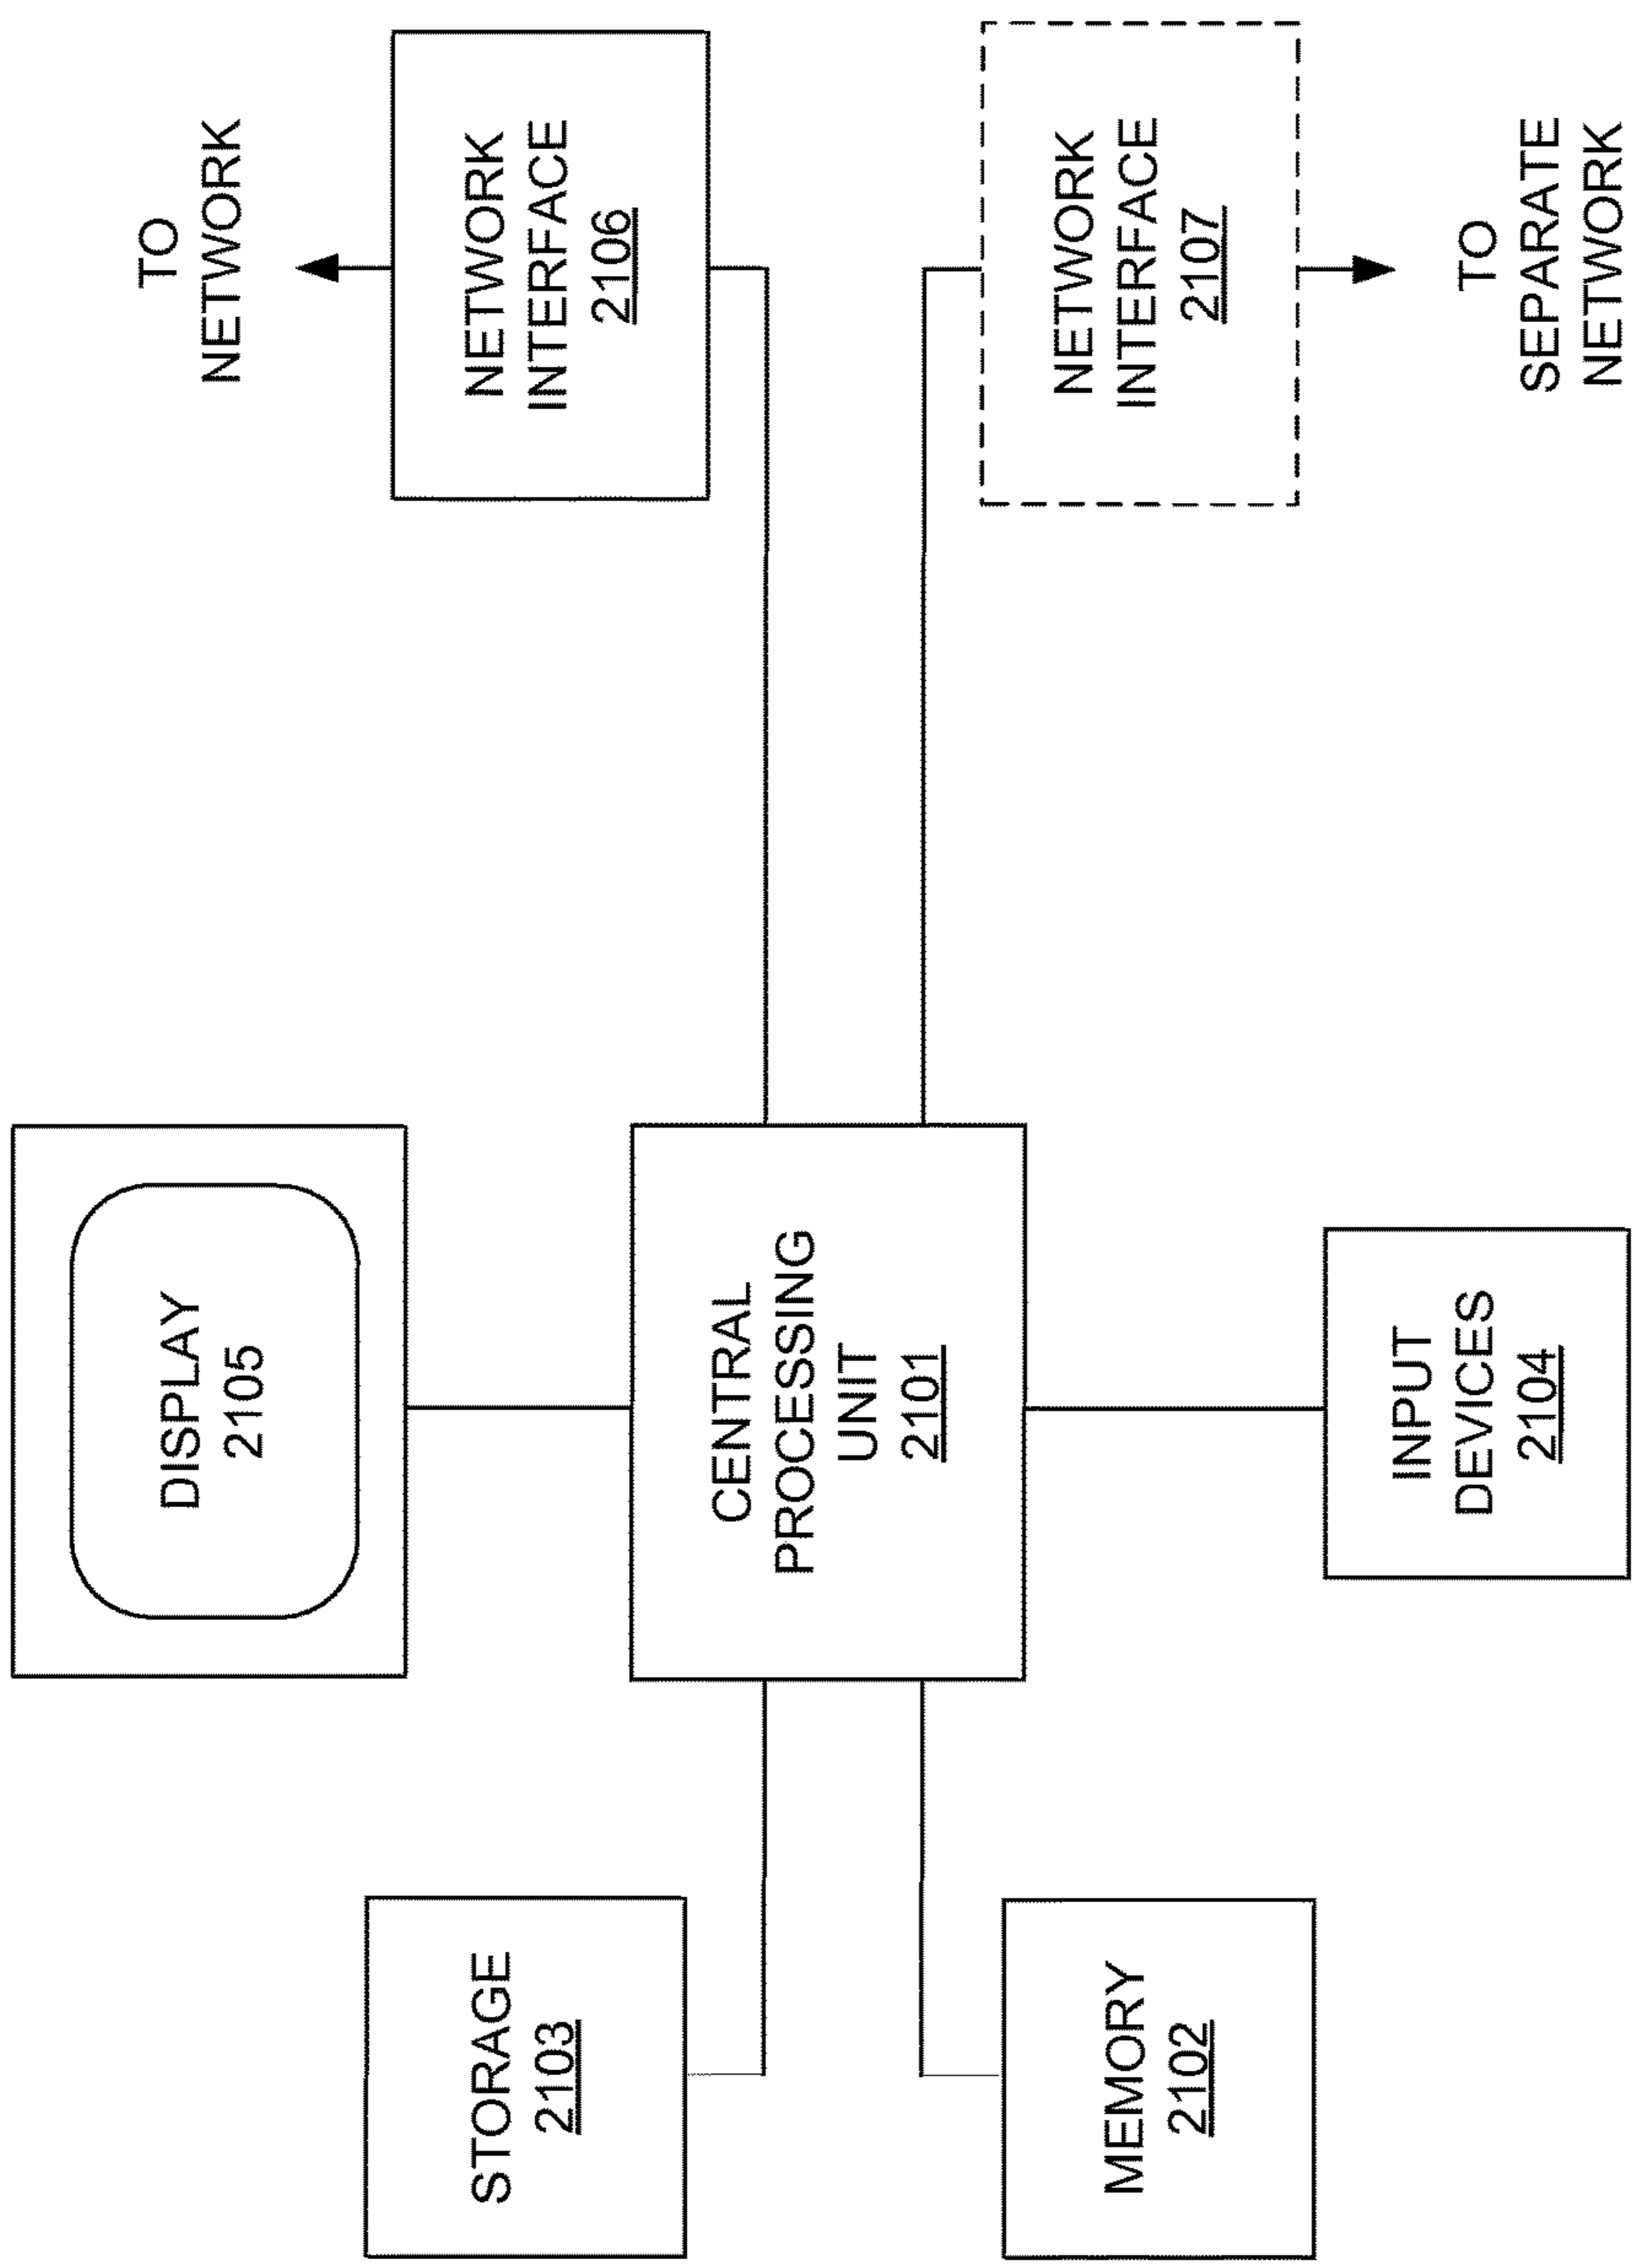 DISPLAY
2105
STORAGE
2103
CENTRAL
PROCESSING
UNIT
2101
MEMORY
2102
INPUT
DEVICES
2104
TO
NETWORK
NETWORK
INTERFACE
2106
NETWORK
INTERFACE
2107
TO
SEPARATE
NETWORK